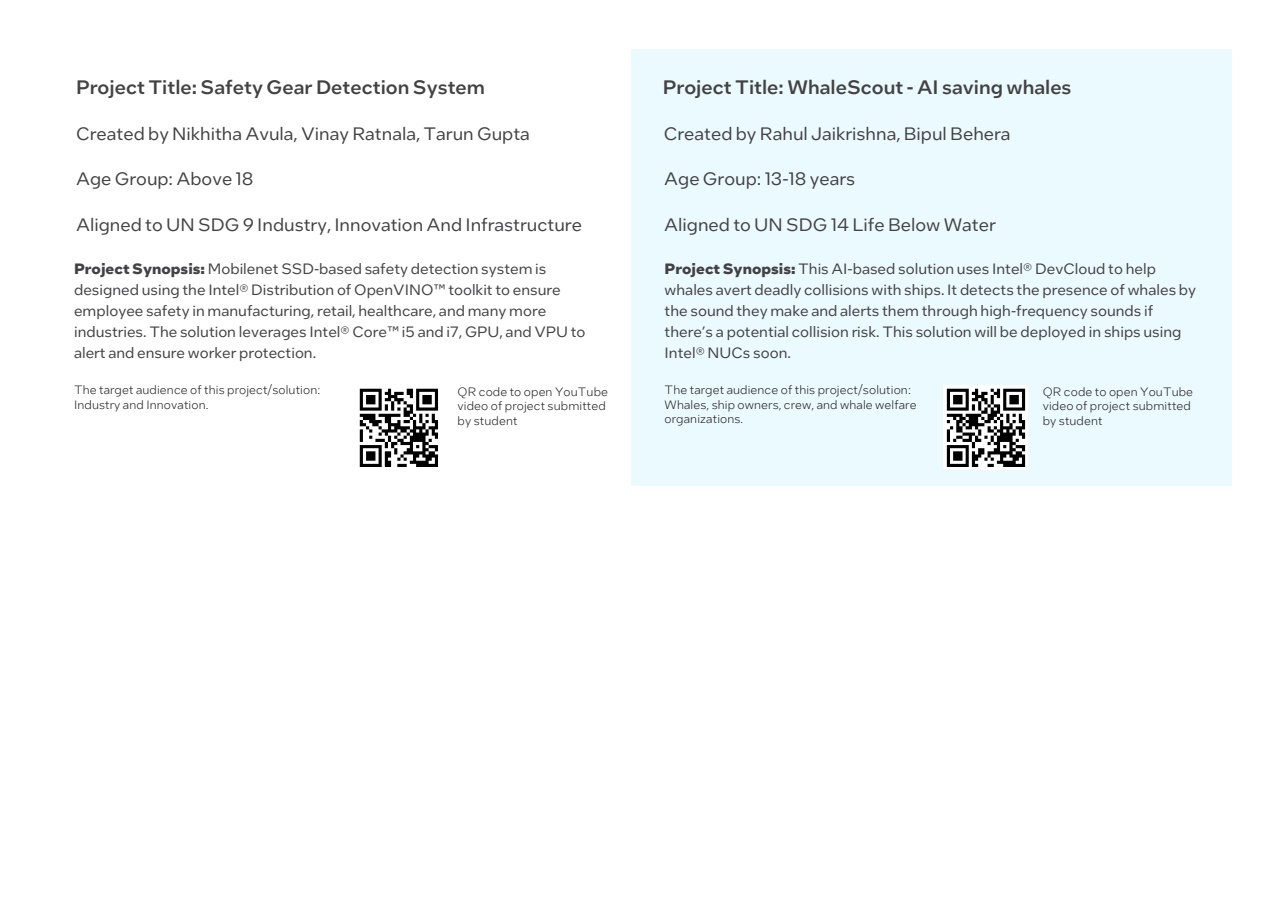 Project Title: Safety Gear Detection System
Created by Nikhitha Avula, Vinay Ratnala, Tarun Gupta
Age Group: Above 18
Aligned to UN SDG 9 Industry, Innovation And Infrastructure
Project Synopsis: Mobilenet SSD-based safety detection system is
designed using the Intel® Distribution of OpenVINO™ toolkit to ensure
employee safety in manufacturing, retail, healthcare, and many more
industries. The solution leverages Intel® Core™ i5 and i7, GPU, and VPU to
alert and ensure worker protection.
The target audience of this project/solution:
Industry and Innovation.
QR code to open YouTube
video of project submitted
by student
Project Title: WhaleScout - AI saving whales
Created by Rahul Jaikrishna, Bipul Behera
Age Group: 13-18 years
Aligned to UN SDG 14 Life Below Water
Project Synopsis: This AI-based solution uses Intel® DevCloud to help
whales avert deadly collisions with ships. It detects the presence of whales by
the sound they make and alerts them through high-frequency sounds if
there’s a potential collision risk. This solution will be deployed in ships using
Intel® NUCs soon.
The target audience of this project/solution:
Whales, ship owners, crew, and whale welfare
organizations.
QR code to open YouTube
video of project submitted
by student